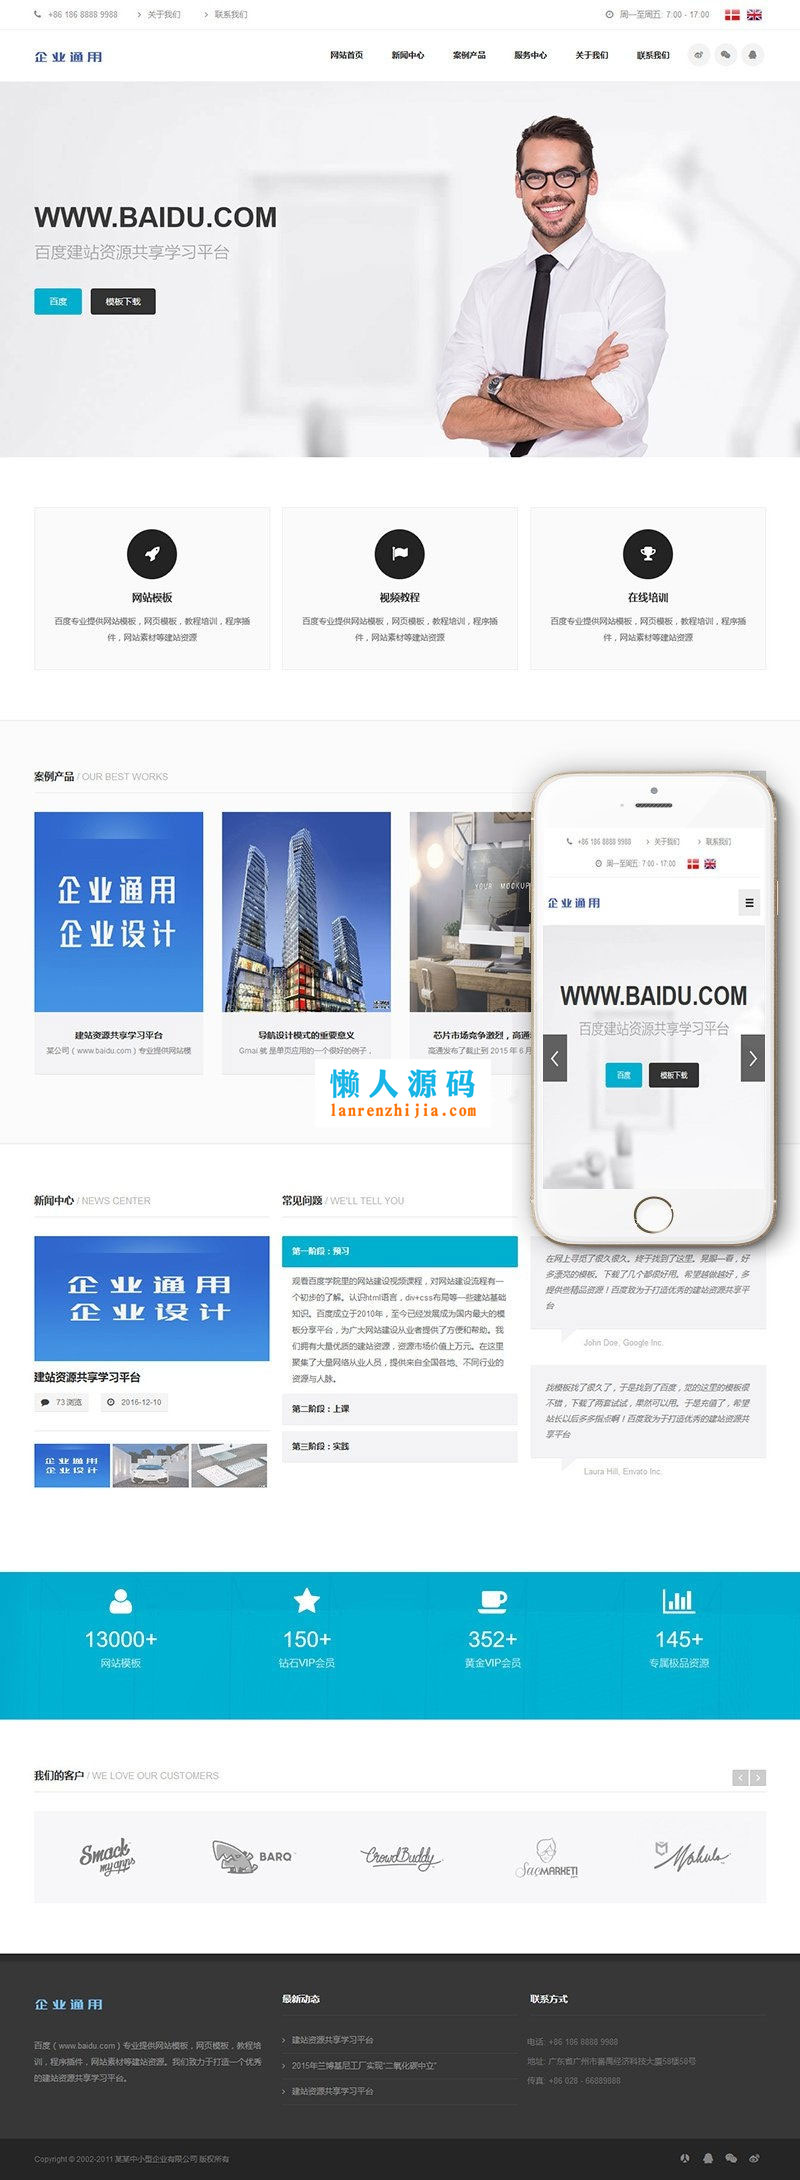 +86 186 8888 9988 关于我们 联系我们 周一至周五: 7:00 - 17:00
企业通用 网站首页 新闻中心 案例产品 服务中心 关于我们 联系我们
WWW.BAIDU.COM
百度建站资源共享学习平台
百度 模板下载
网站模板
百度专业提供网站模板，网页模板，教程培训，程序插
件，网站素材等建站资源
视频教程
百度专业提供网站模板，网页模板，教程培训，程序插
件，网站素材等建站资源
在线培训
百度专业提供网站模板，网页模板，教程培训，程序插
件，网站素材等建站资源
案例产品 / OUR BEST WORKS
企业通用
企业设计
建站资源共享学习平台
某公司（www.baidu.com）专业提供网站模
导航设计模式的重要意义
Gmai 號 是单页应用的一个很好的例子，
YOUR MOCKUP
芯片市场竞争激烈，高通
高通发布了截止到 2015 年 6 月
+86 186 8888 9988 关于我们 联系我们
周一至周五: 7:00 - 17:00
企业通用
WWW.BAIDU.COM
百度建站资源共享学习平台
百度 模板下载
懒人源码
lanrenzhijia.com
新闻中心 / NEWS CENTER
企业通用
企业设计
建站资源共享学习平台
73 浏览 2016-12-10
企业通用
企业设计
常见问题 / WE'LL TELL YOU
第一阶段：预习
观看百度学院里的网站建设视频课程，对网站建设流程有一
个初步的了解。认识html语言，div+css布局等一些建站基础
知识。百度成立于2010年，至今已经发展成为国内最大的模
板分享平台，为广大网站建设从业者提供了方便和帮助。我
们拥有大量优质的建站资源，资源市场价值上万元。在这里
聚集了大量网络从业人员，提供来自全国各地、不同行业的
资源与人脉。
第二阶段：上课
第三阶段：实践
在网上寻觅了很久很久。终于找到了这里。晃眼一看，好
多漂亮的模板。下载了几个都很好用。希望越做越好，多
提供些精品资源！百度致力于打造优秀的建站资源共享平
台
John Doe, Google Inc.
找模板找了很久了，于是找到了百度，觉的这里的模板很
不错，下载了两套试试，果然可以用。于是充值了，希望
站长以后多多指点啊！百度致为于打造优秀的建站资源共
享平台
Laura Hill, Envato Inc.
13000+ 150+ 352+ 145+
网站模板 钻石VIP会员 黄金VIP会员 专属极品资源
我们的客户 / WE LOVE OUR CUSTOMERS
Smack my apps BARQ CrowdBuddy SacMARKETI Mohulo
企业通用
百度（www.baidu.com）专业提供网站模板，网页模板，教程培
训，程序插件，网站素材等建站资源。我们致力于打造一个优秀
的建站资源共享学习平台。
最新动态
建站资源共享学习平台
2015年兰博基尼工厂实现“二氧化碳中立”
建站资源共享学习平台
联系方式
电话: +86 186 8888 9988
地址: 广东省广州市番禺经济科技大厦58楼58号
传真: +86 028 - 66889888
Copyright © 2002-2011 某某中小型企业有限公司 版权所有